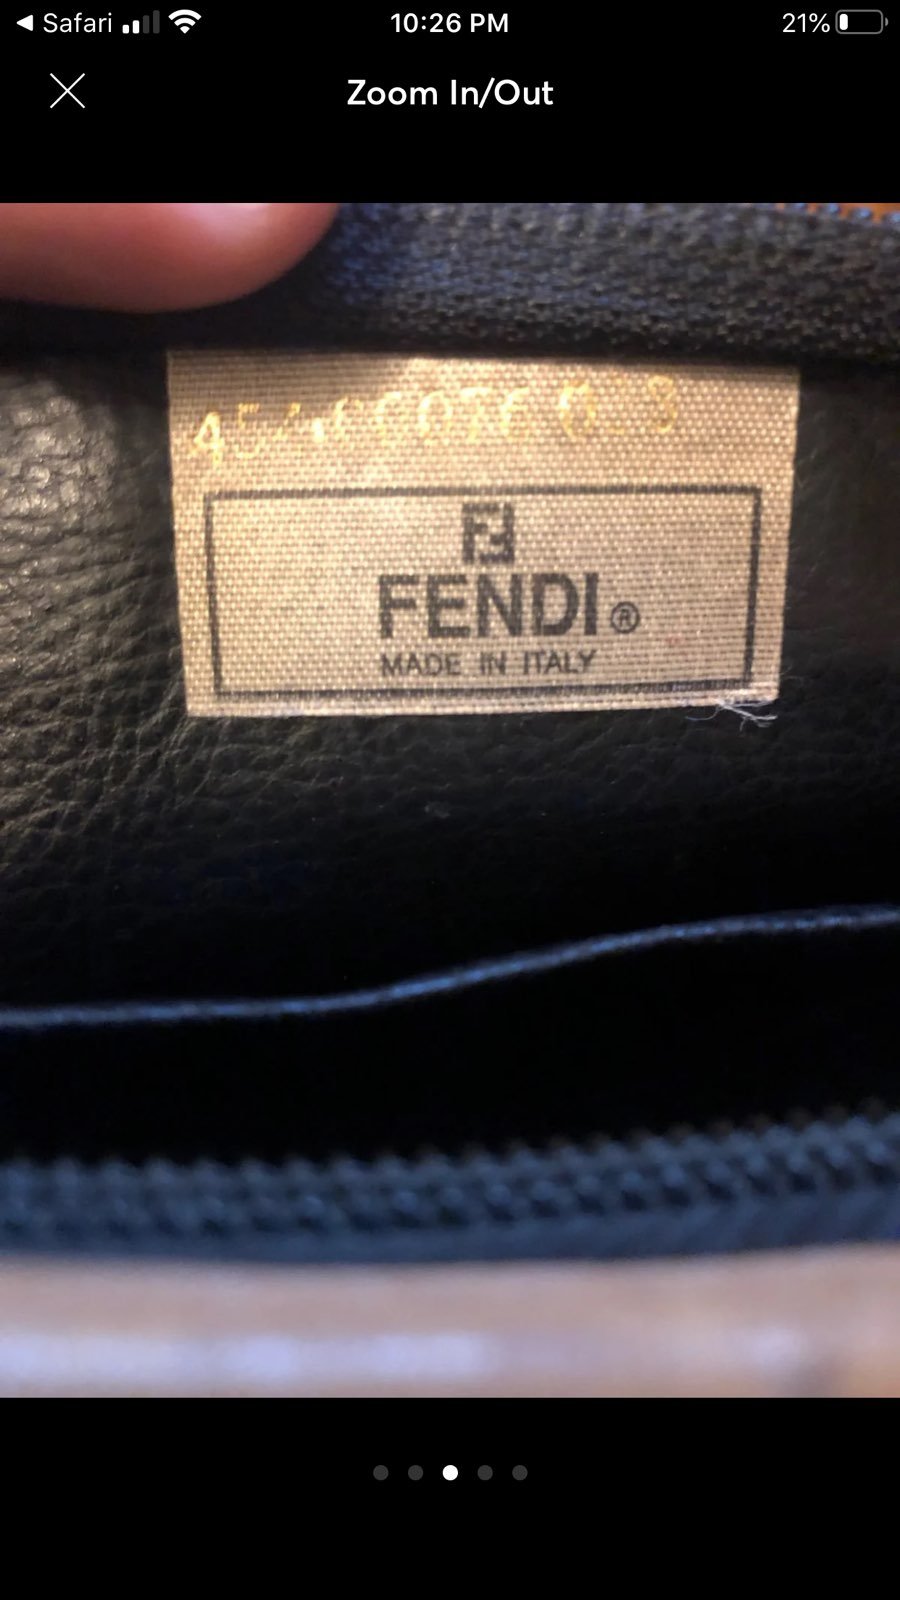 Safari
10:26 PM
21%
Zoom In/Out
FENDI®
MADE IN ITALY